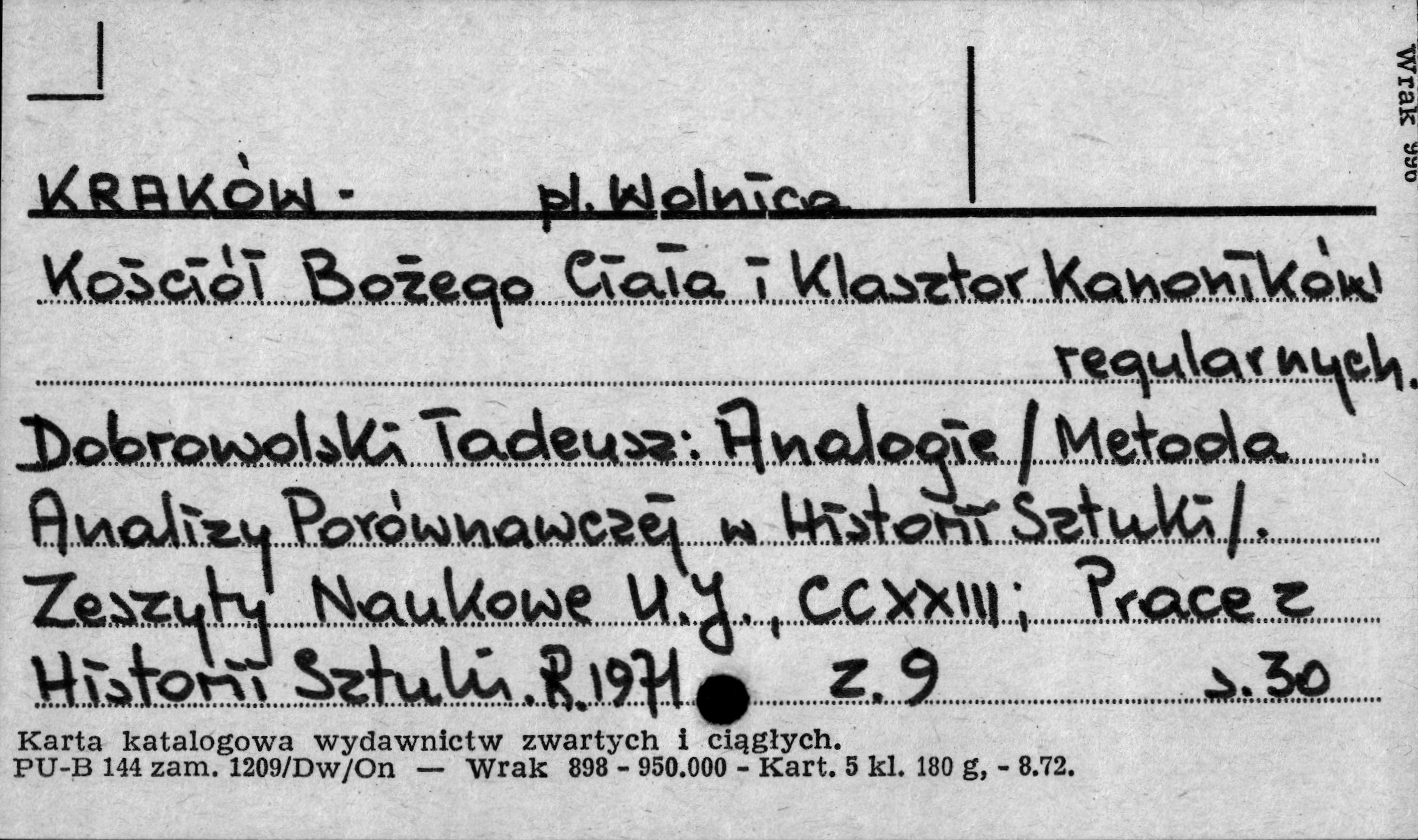 KRAKÓW - pl. Wolnica
Kościół Bożego Ciała i Klasztor Kanoników
regularnych.
Dobrowolski Tadeusz: Analogie / Metoda
Analizy Porównawczej w Historii Sztuki /.
Zeszyty Naukowe U.J., CCXXIII; Prace z
Historii Sztuki. R. 1971 z. 9 s. 30
Karta katalogowa wydawnictw zwartych i ciągłych.
PU-B 144 zam. 1209/Dw/On — Wrak 898 - 950.000 - Kart. 5 kl. 180 g, - 8.72.
Wrak 996